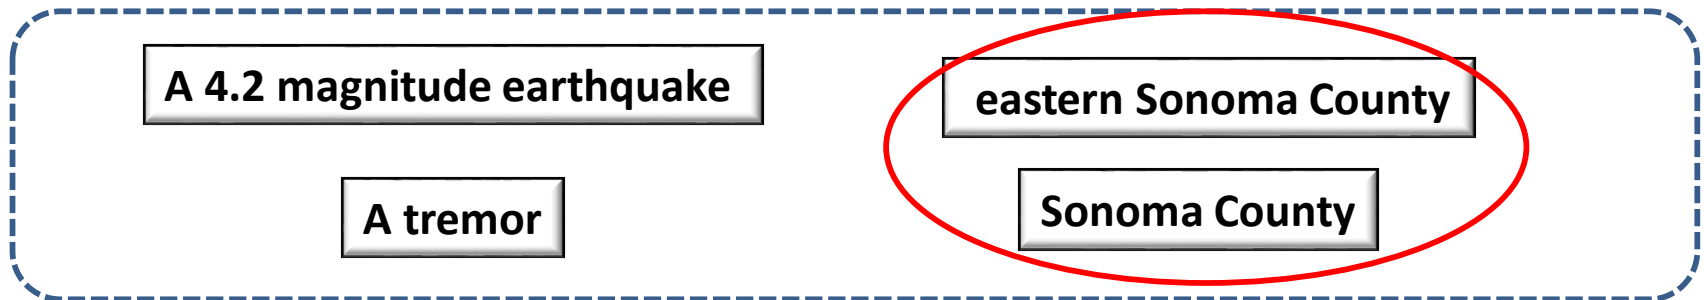 A 4.2 magnitude earthquake
eastern Sonoma County
A tremor
Sonoma County